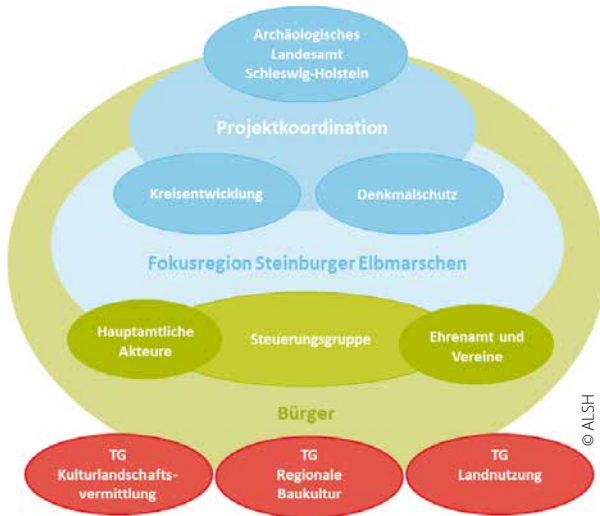 Archäologisches
Landesamt
Schleswig-Holstein
Projektkoordination
Kreisentwicklung
Denkmalschutz
Fokusregion Steinburger Elbmarschen
Hauptamtliche
Akteure
Steuerungsgruppe
Ehrenamt und
Vereine
Bürger
TG
Kulturlandschafts-
vermittlung
TG
Regionale
Baukultur
TG
Landnutzung
© ALSH